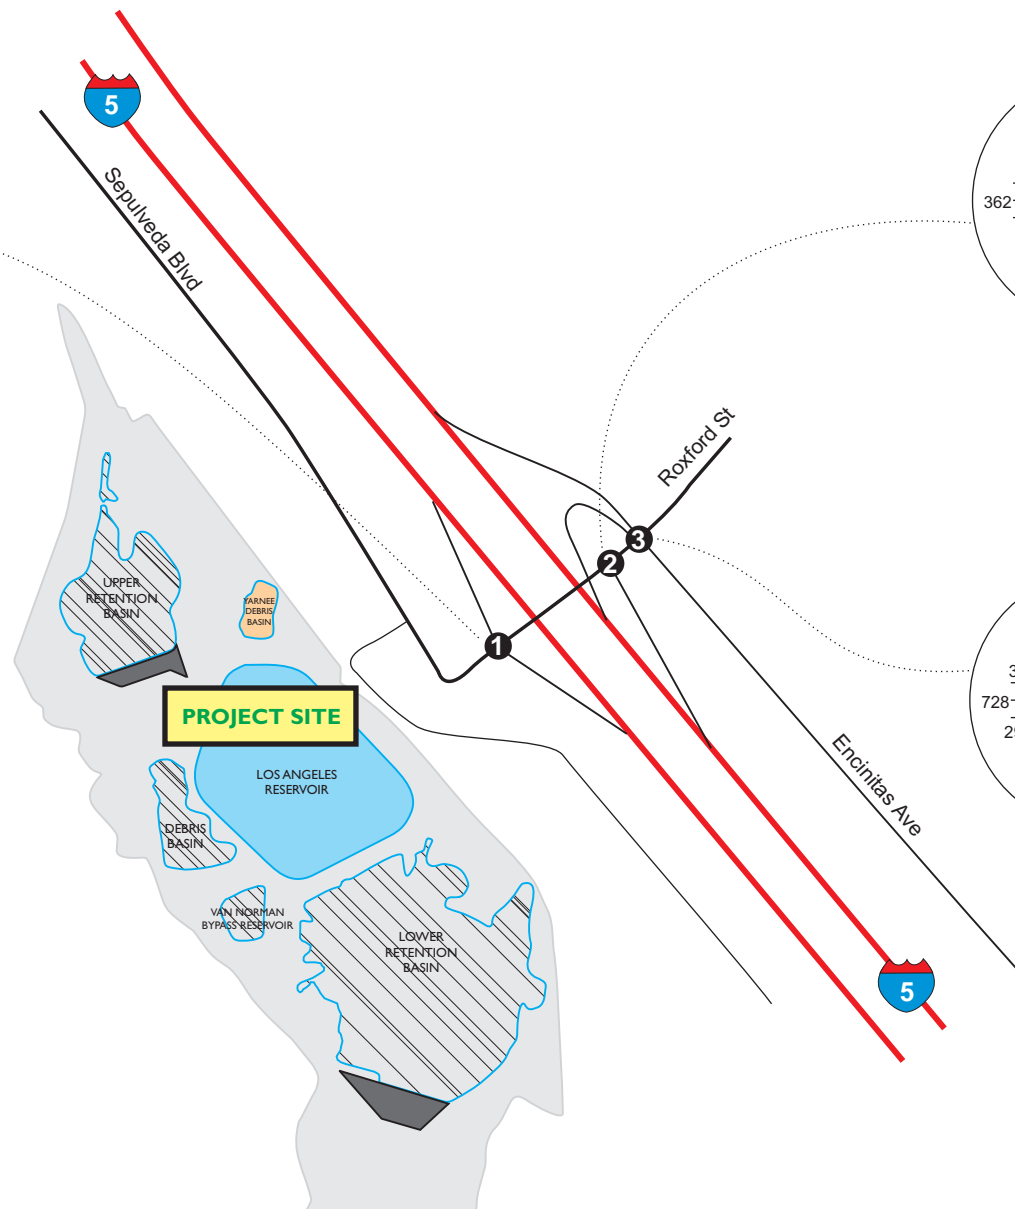 5
Sepulveda Blvd
362
Roxford St
3
2
1
UPPER
RETENTION
BASIN
YARNEE
DEBRIS
BASIN
3
728
29
PROJECT SITE
LOS ANGELES
RESERVOIR
Encinitas Ave
DEBRIS
BASIN
VAN NORMAN
BYPASS RESERVOIR
LOWER
RETENTION
BASIN
5